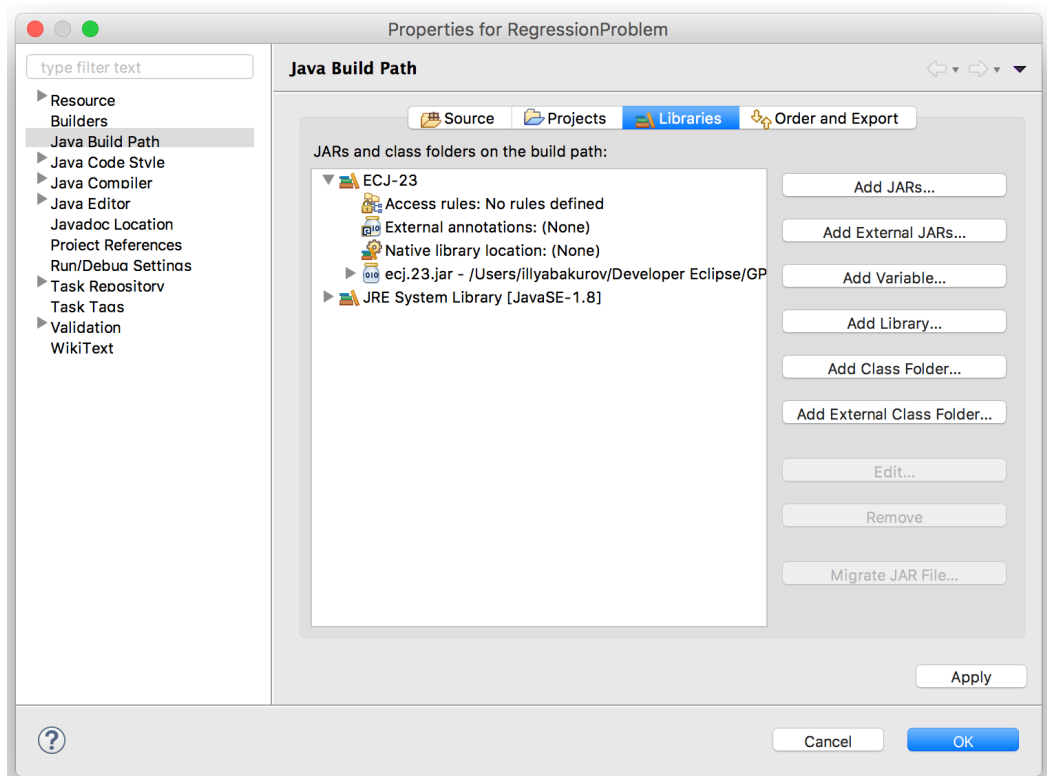 Properties for RegressionProblem
type filter text
Resource
Builders
Java Build Path
Java Code Style
Java Compiler
Java Editor
Javadoc Location
Project References
Run/Debug Settings
Task Repository
Task Tags
Validation
WikiText
Java Build Path
Source Projects Libraries Order and Export
JARs and class folders on the build path:
ECJ-23
Access rules: No rules defined
External annotations: (None)
Native library location: (None)
ecj.23.jar - /Users/illyabakurov/Developer Eclipse/GP
JRE System Library [JavaSE-1.8]
Add JARs...
Add External JARs...
Add Variable...
Add Library...
Add Class Folder...
Add External Class Folder...
Edit...
Remove
Migrate JAR File...
Apply
?
Cancel
OK